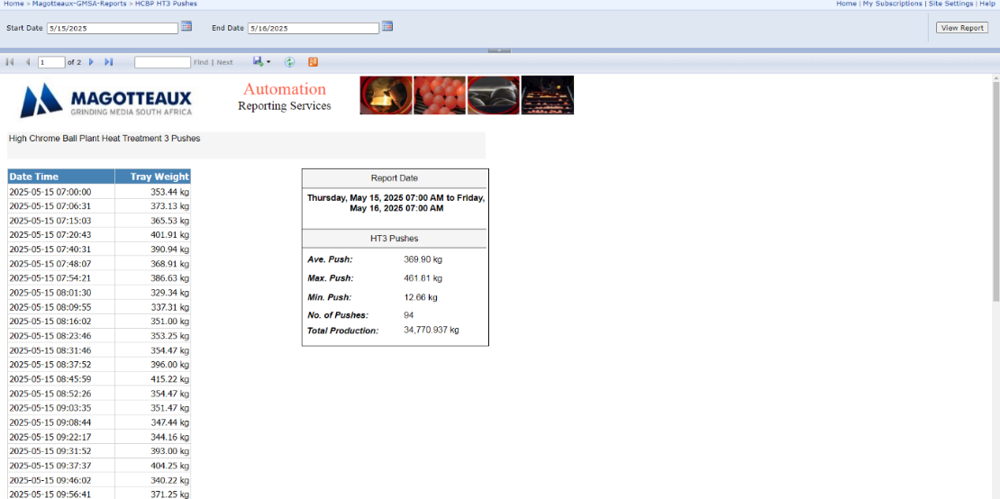 Home > Magotteaux-GMSA-Reports > HCBP HT3 Pushes
Home | My Subscriptions | Site Settings | Help
Start Date 5/15/2025 End Date 5/16/2025 View Report
1 of 2 Find | Next
MAGOTTEAUX
GRINDING MEDIA SOUTH AFRICA
Automation
Reporting Services
High Chrome Ball Plant Heat Treatment 3 Pushes
Date Time Tray Weight
2025-05-15 07:00:00 353.44 kg
2025-05-15 07:06:31 373.13 kg
2025-05-15 07:15:03 365.53 kg
2025-05-15 07:20:43 401.91 kg
2025-05-15 07:40:31 390.94 kg
2025-05-15 07:48:07 368.91 kg
2025-05-15 07:54:21 386.63 kg
2025-05-15 08:01:30 329.34 kg
2025-05-15 08:09:55 337.31 kg
2025-05-15 08:16:02 351.00 kg
2025-05-15 08:23:46 353.25 kg
2025-05-15 08:31:46 354.47 kg
2025-05-15 08:37:52 396.00 kg
2025-05-15 08:45:59 415.22 kg
2025-05-15 08:52:26 354.47 kg
2025-05-15 09:03:35 351.47 kg
2025-05-15 09:08:44 347.44 kg
2025-05-15 09:22:17 344.16 kg
2025-05-15 09:31:52 393.00 kg
2025-05-15 09:37:37 404.25 kg
2025-05-15 09:46:02 340.22 kg
2025-05-15 09:56:41 371.25 kg
Report Date
Thursday, May 15, 2025 07:00 AM to Friday,
May 16, 2025 07:00 AM
HT3 Pushes
Ave. Push: 369.90 kg
Max. Push: 461.81 kg
Min. Push: 12.66 kg
No. of Pushes: 94
Total Production: 34,770.937 kg